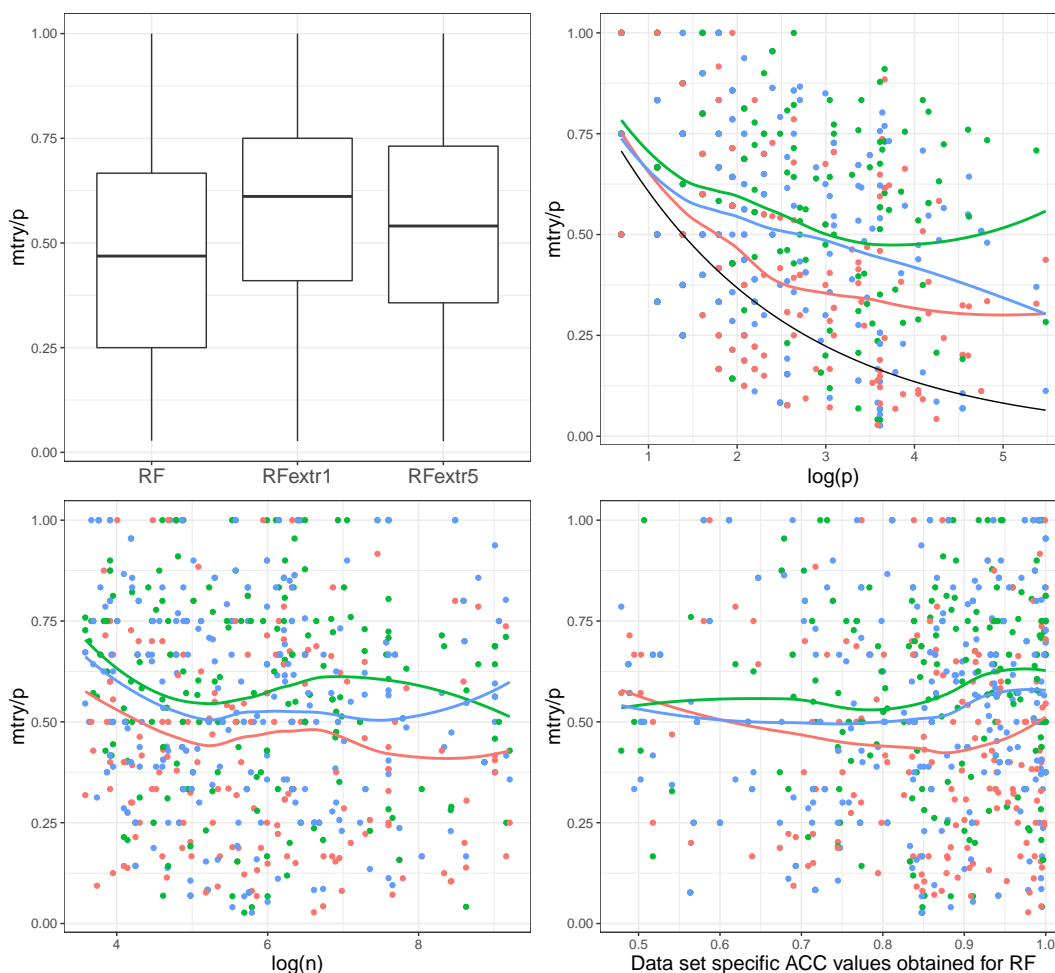 mtry/p
1.00
0.75
0.50
0.25
0.00
RF RFextr1 RFextr5
mtry/p
1.00
0.75
0.50
0.25
0.00
1 2 3 4 5
log(p)
mtry/p
1.00
0.75
0.50
0.25
0.00
4 6 8
log(n)
mtry/p
1.00
0.75
0.50
0.25
0.00
0.5 0.6 0.7 0.8 0.9 1.0
Data set specific ACC values obtained for RF